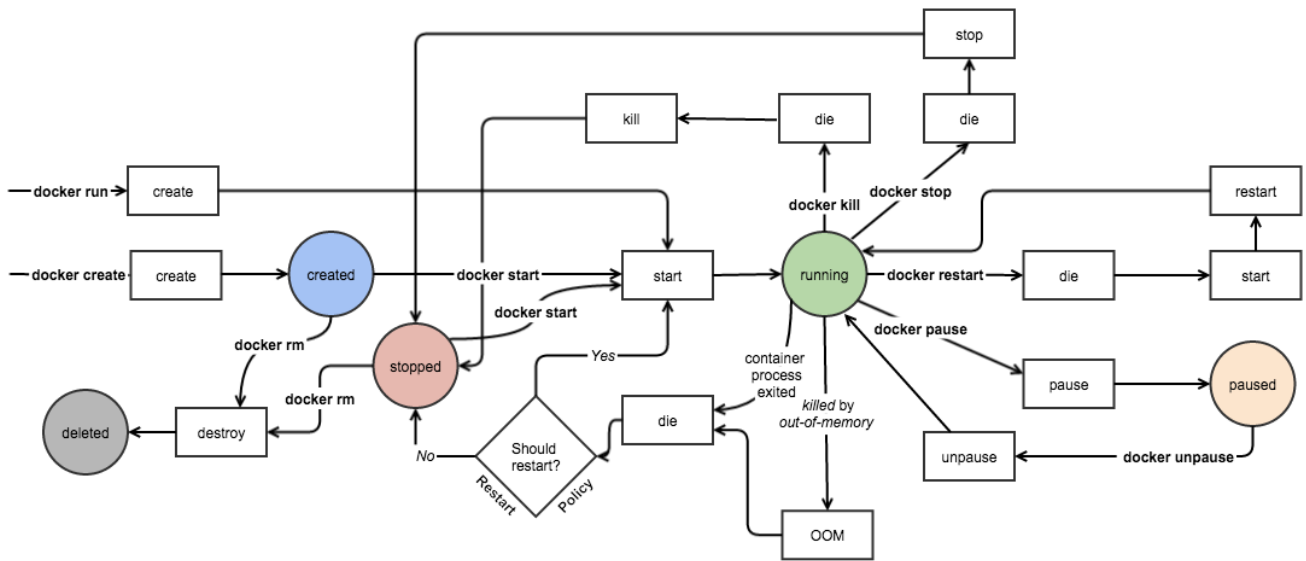 stop
kill
die
die
docker run
create
docker kill
docker stop
restart
docker create
create
created
docker start
start
running
docker restart
die
start
docker start
docker rm
stopped
Yes
docker pause
container
process
exited
pause
paused
docker rm
killed by
out-of-memory
deleted
destroy
No
Should
restart?
Restart
Policy
die
unpause
docker unpause
OOM